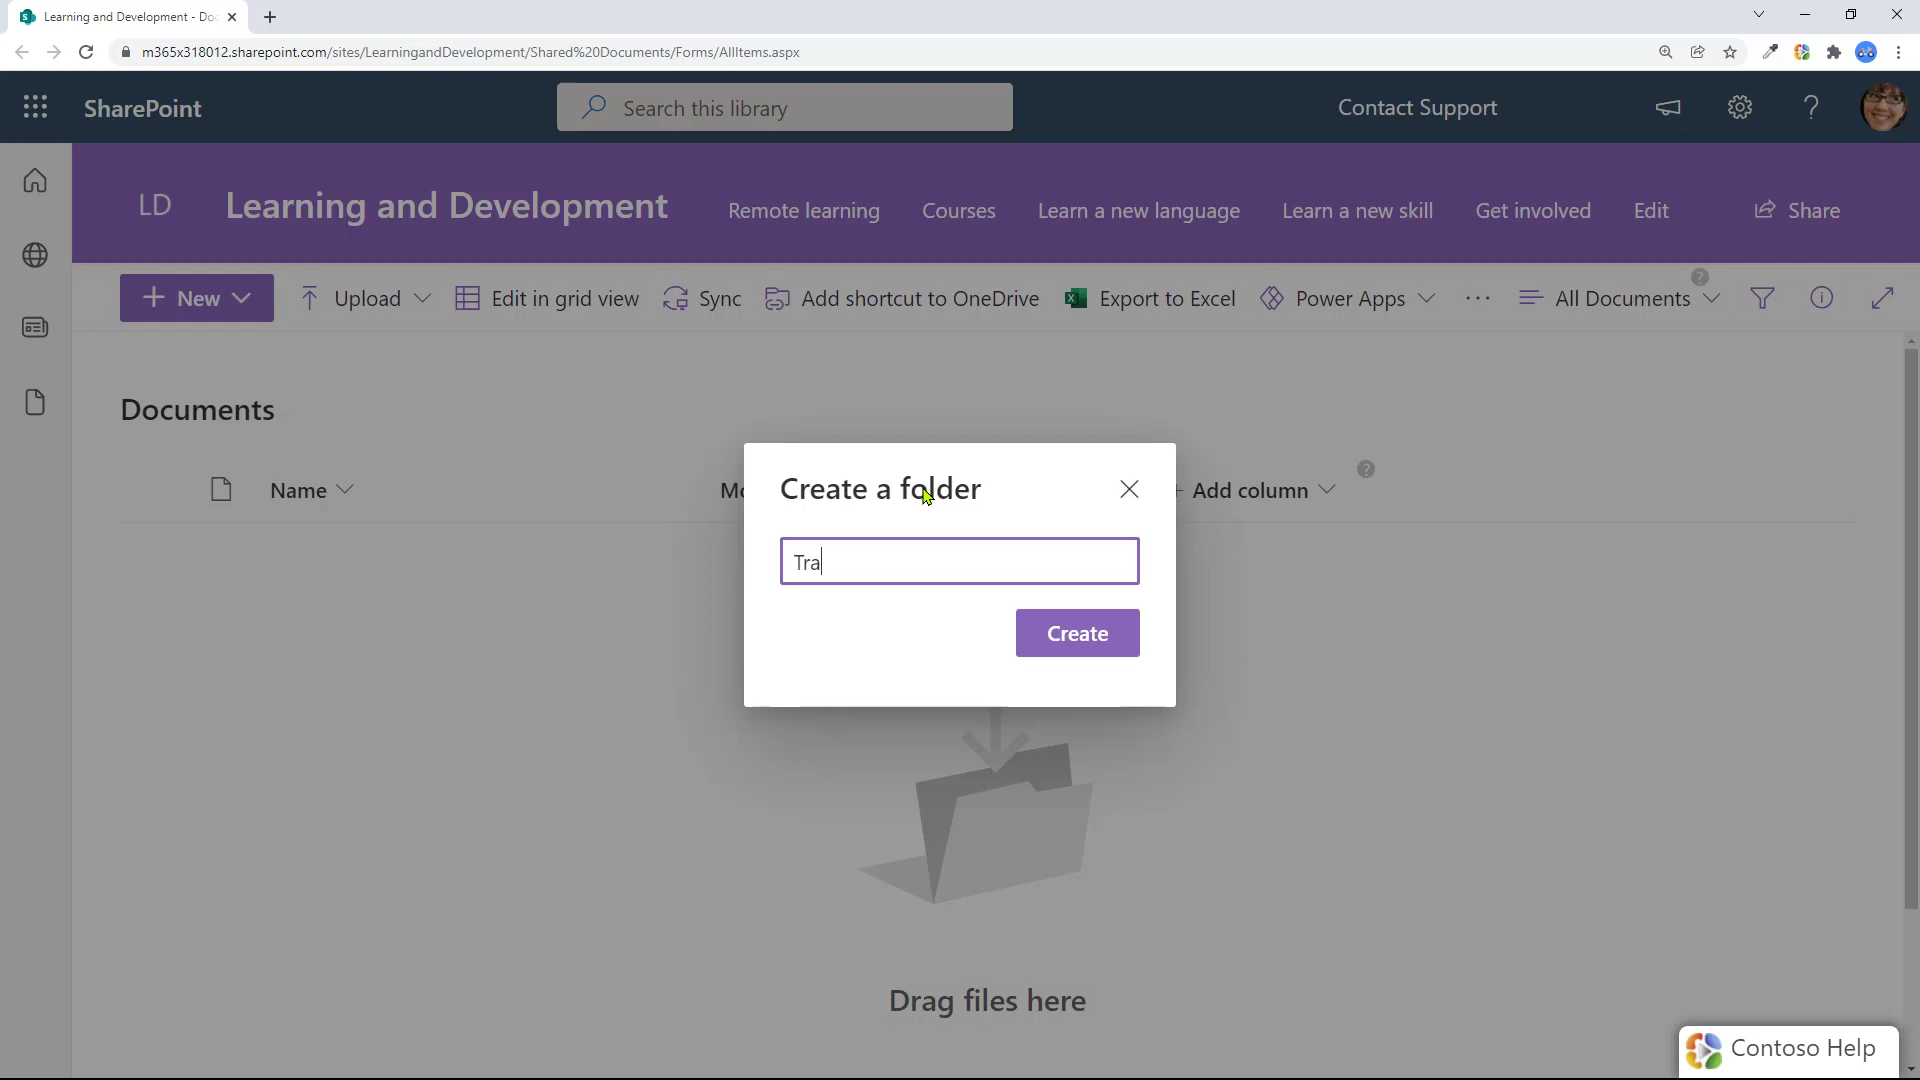 Learning and Development - Doc
m365x318012.sharepoint.com/sites/LearningandDevelopment/Shared%20Documents/Forms/AllItems.aspx
SharePoint
Search this library
Contact Support
LD
Learning and Development
Remote learning
Courses
Learn a new language
Learn a new skill
Get involved
Edit
Share
New
Upload
Edit in grid view
Sync
Add shortcut to OneDrive
Export to Excel
Power Apps
All Documents
Documents
Name
Mo
Add column
Create a folder
Tra
Create
Drag files here
Contoso Help